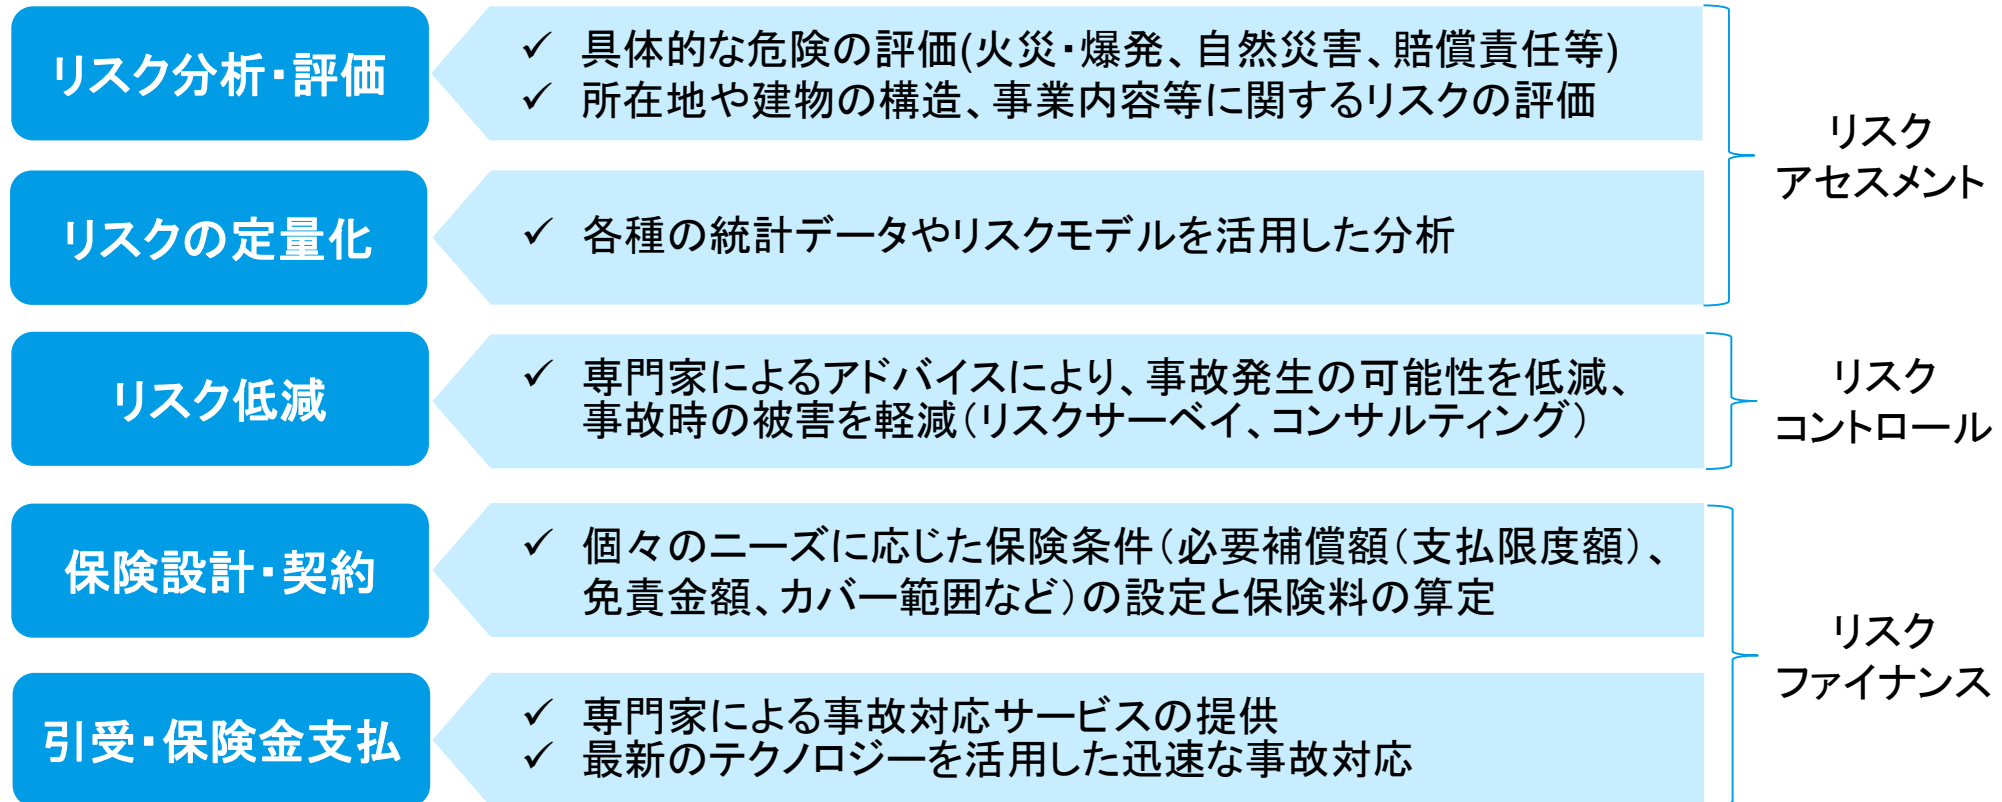 リスク分析・評価
✓ 具体的な危険の評価(火災・爆発、自然災害、賠償責任等)
✓ 所在地や建物の構造、事業内容等に関するリスクの評価
リスクの定量化
✓ 各種の統計データやリスクモデルを活用した分析
リスク
アセスメント
リスク低減
✓ 専門家によるアドバイスにより、事故発生の可能性を低減、
事故時の被害を軽減（リスクサーベイ、コンサルティング）
リスク
コントロール
保険設計・契約
✓ 個々のニーズに応じた保険条件（必要補償額（支払限度額）、
免責金額、カバー範囲など）の設定と保険料の算定
引受・保険金支払
✓ 専門家による事故対応サービスの提供
✓ 最新のテクノロジーを活用した迅速な事故対応
リスク
ファイナンス